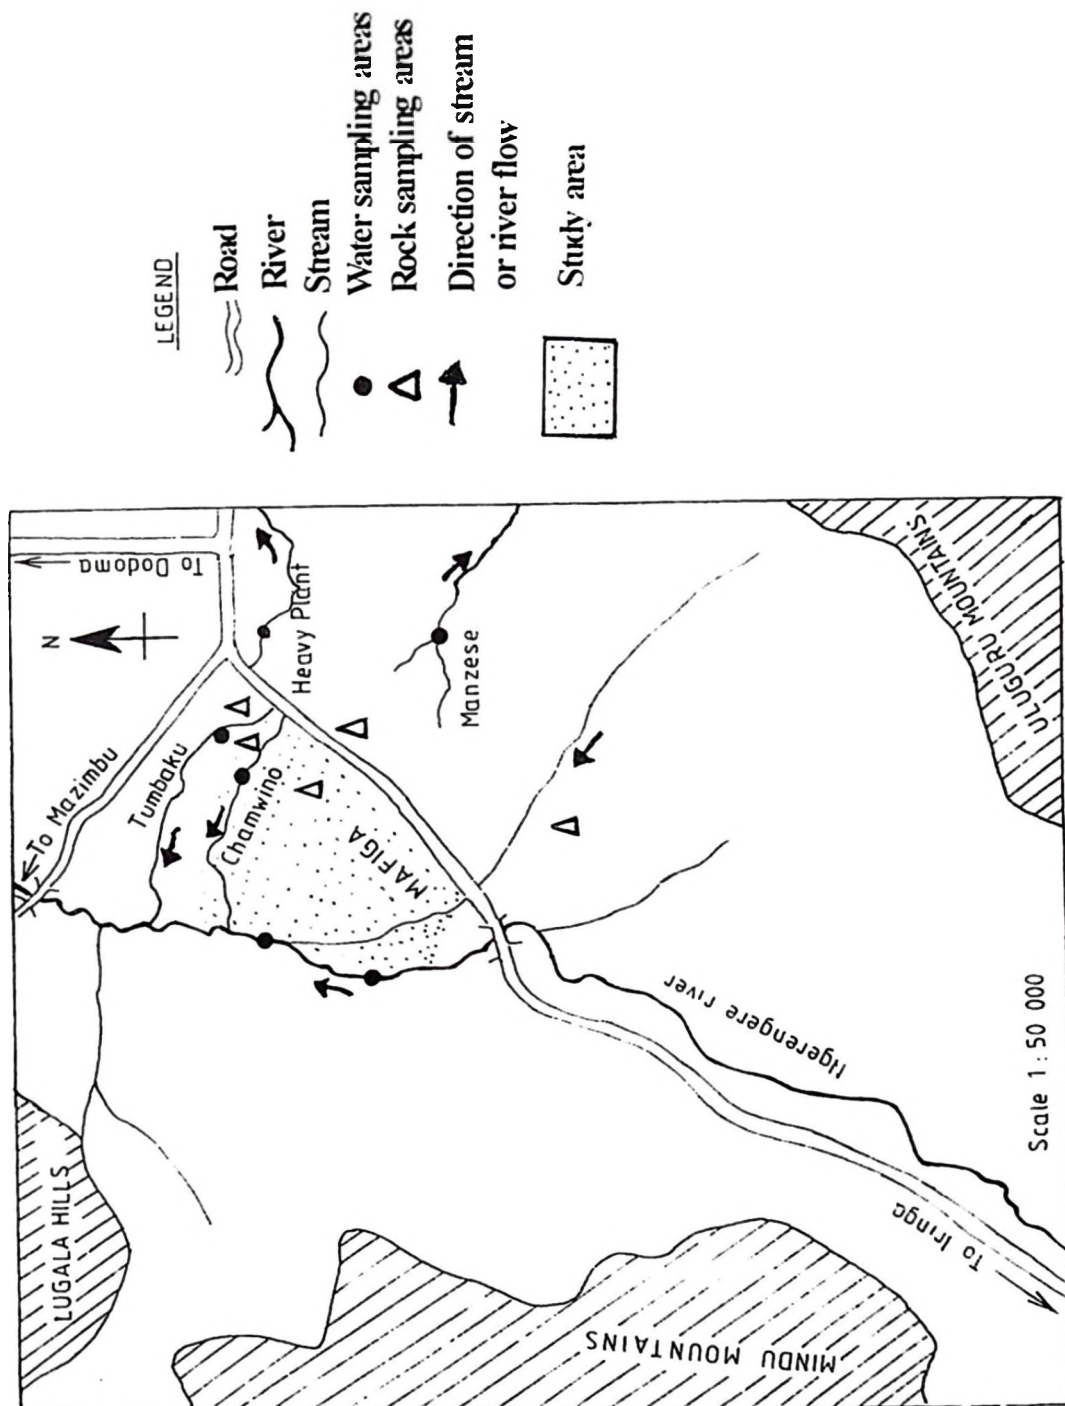 LEGEND
Road
River
Stream
Water sampling areas
Rock sampling areas
Direction of stream
or river flow
Study area
N
To Dodoma
To Mazimbu
Tumbaku
Chamwino
Heavy Plant
Manzese
MAFIGA
LUGALA HILLS
MINDU MOUNTAINS
ULUGURU MOUNTAINS
Ngerengere river
To Iringa
Scale 1 : 50 000